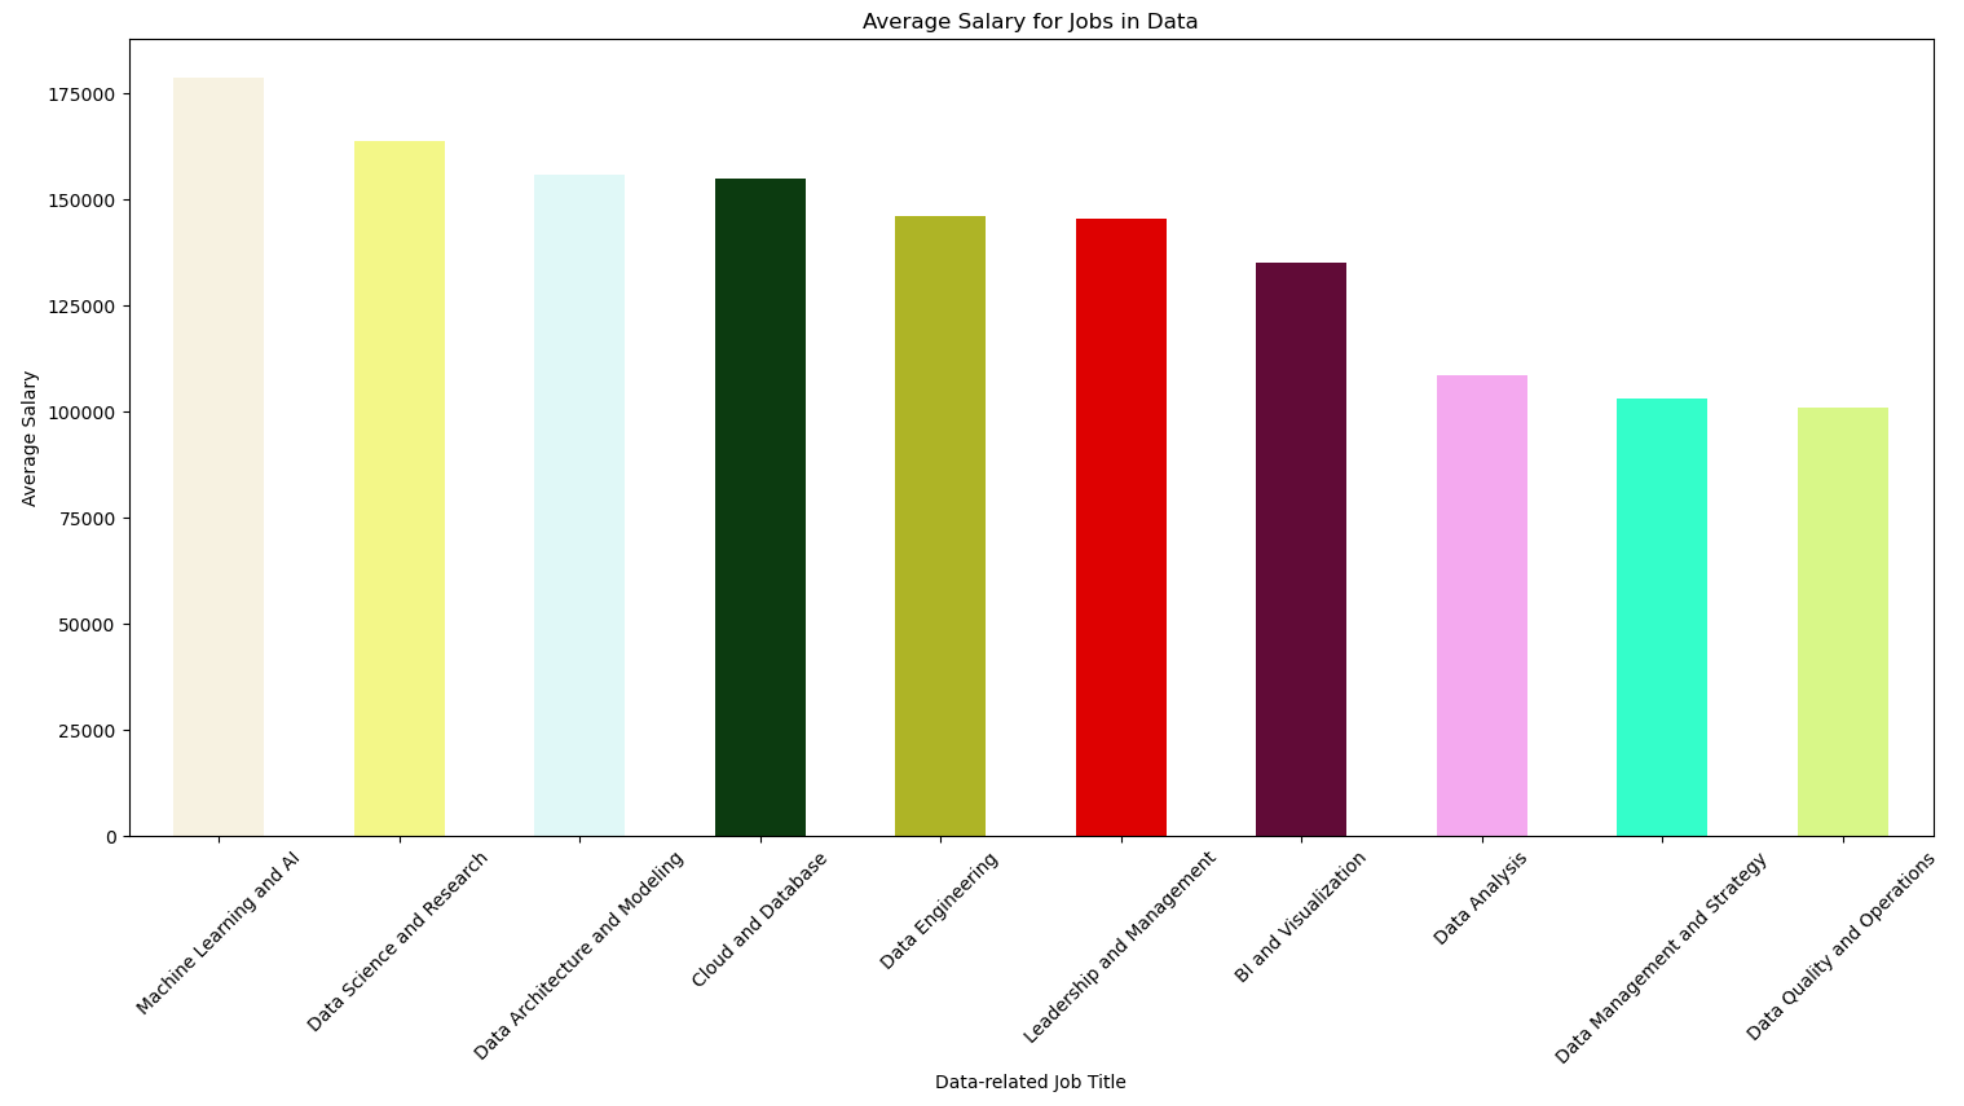 Average Salary for Jobs in Data
175000
150000
125000
100000
75000
50000
25000
0
Average Salary
Machine Learning and AI
Data Science and Research
Data Architecture and Modeling
Cloud and Database
Data Engineering
Leadership and Management
BI and Visualization
Data Analysis
Data Management and Strategy
Data Quality and Operations
Data-related Job Title